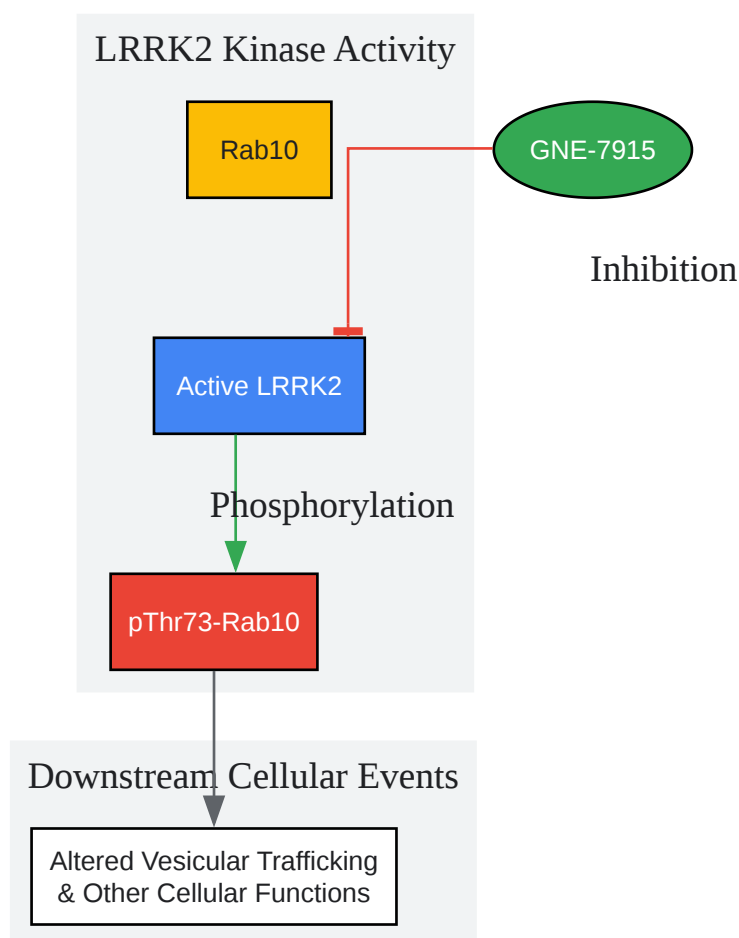 LRRK2 Kinase Activity
Rab10
GNE-7915
Inhibition
Active LRRK2
Phosphorylation
pThr73-Rab10
Downstream Cellular Events
Altered Vesicular Trafficking
& Other Cellular Functions